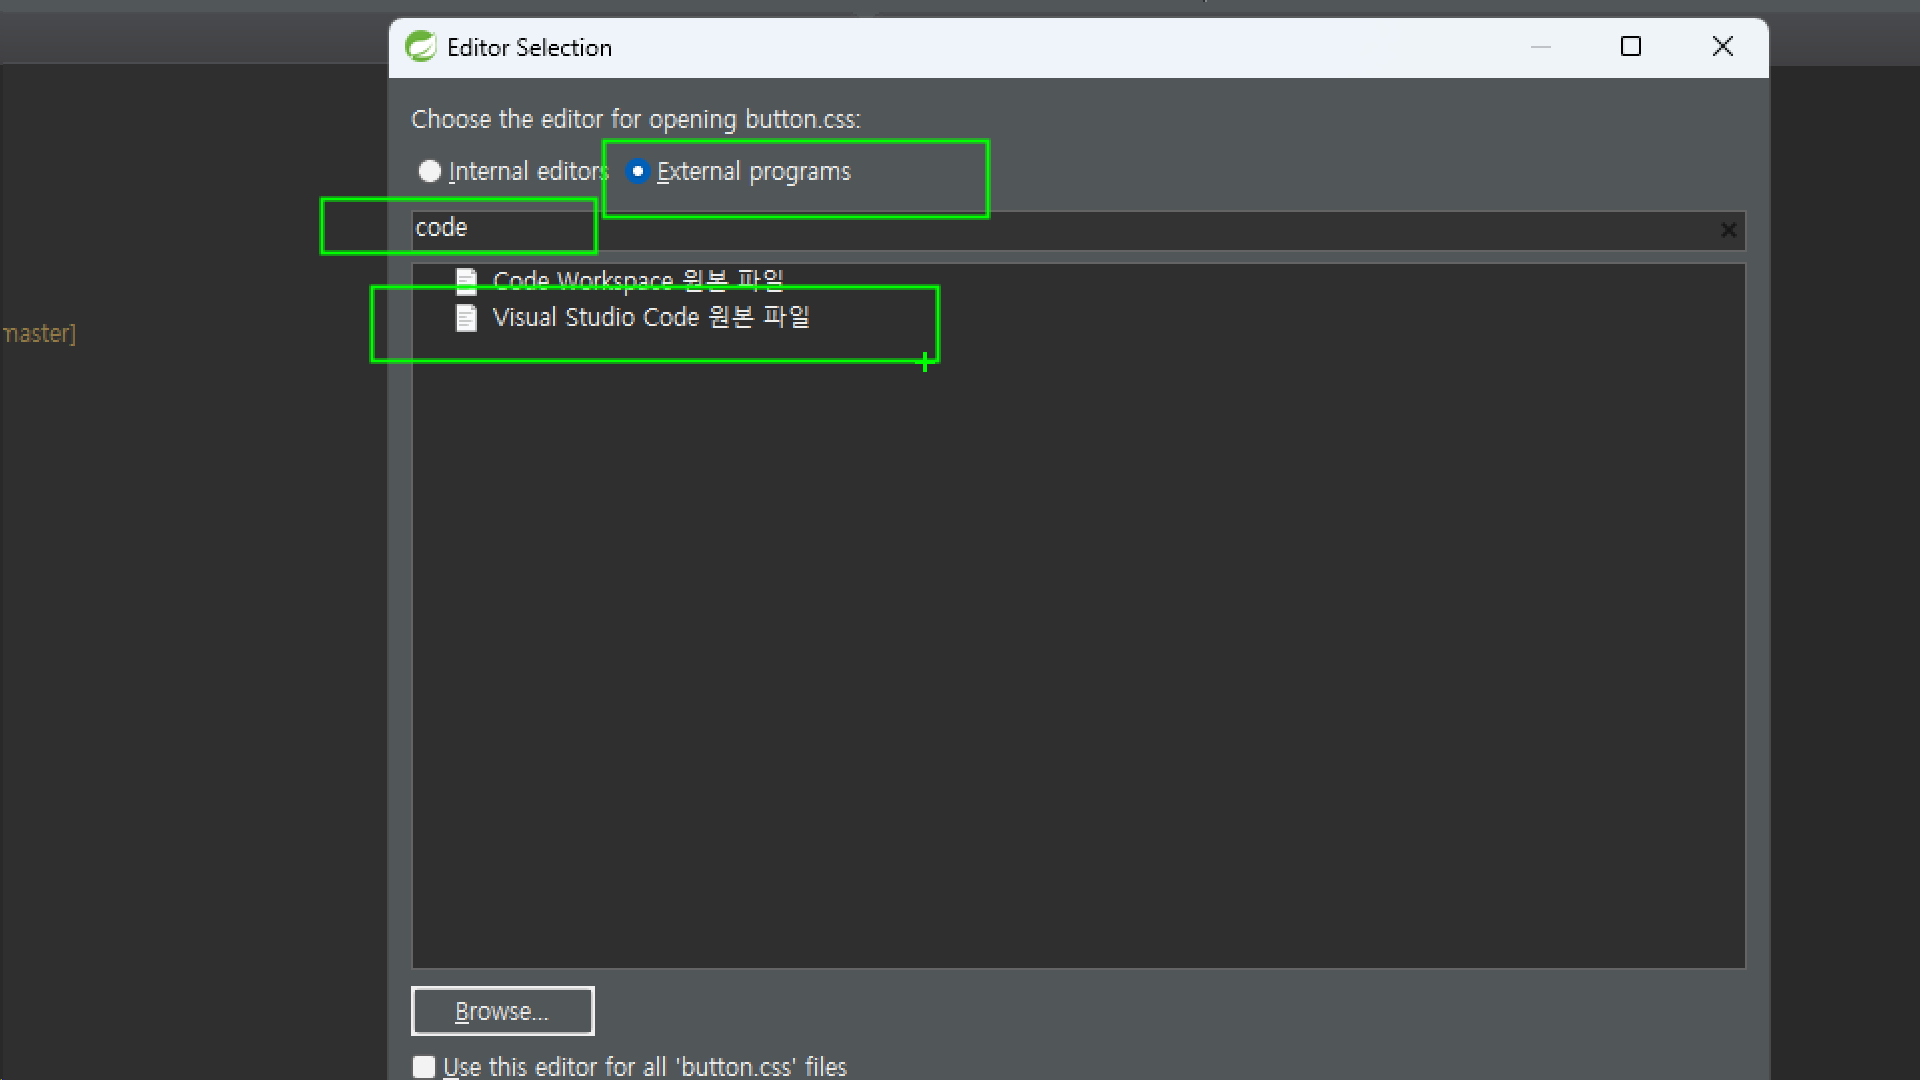 Editor Selection
Choose the editor for opening button.css:
Internal editors External programs
code
Code Workspace 원본 파일
Visual Studio Code 원본 파일
master]
Browse...
Use this editor for all 'button.css' files